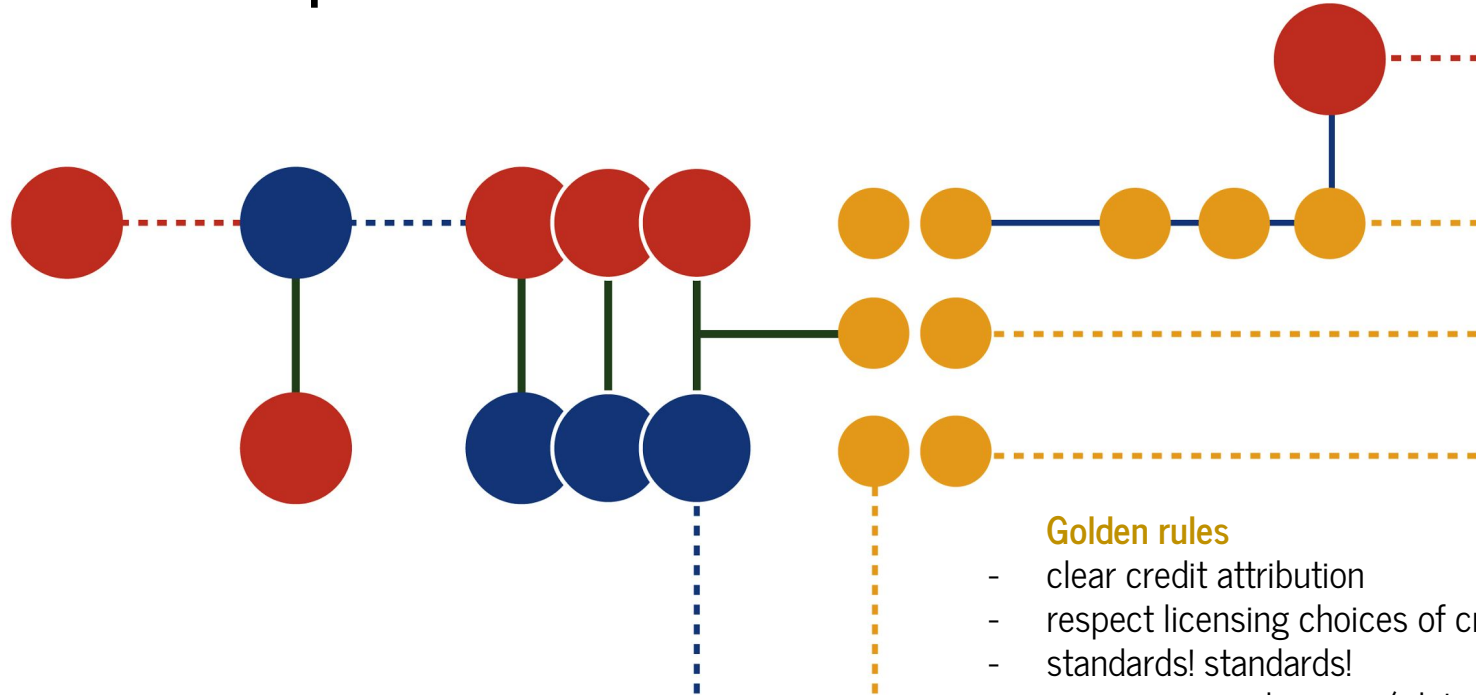 Golden rules
- clear credit attribution
- respect licensing choices of
- standards! standards!